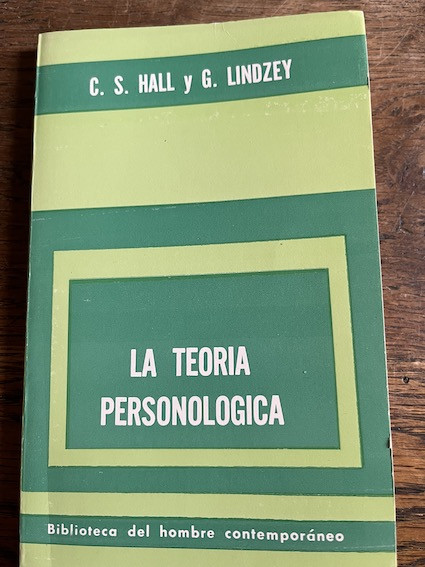 C. S. HALL y G. LINDZEY
LA TEORIA
PERSONOLOGICA
Biblioteca del hombre contemporáneo